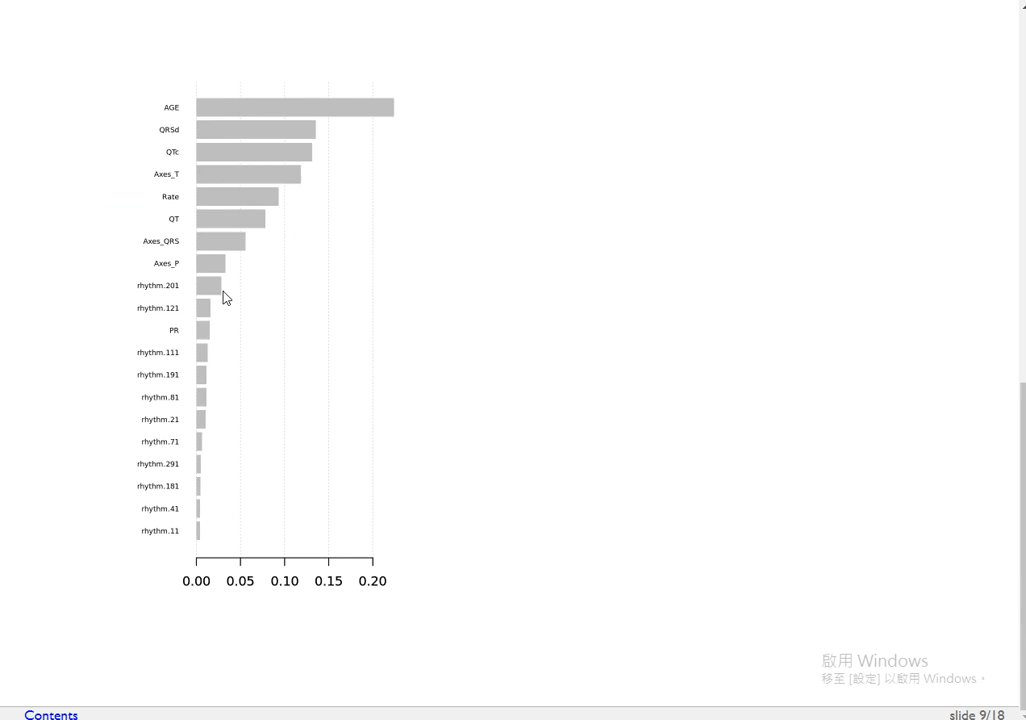 AGE
QRSd
QTc
Axes_T
Rate
QT
Axes_QRS
Axes_P
rhythm.201
rhythm.121
PR
rhythm.111
rhythm.191
rhythm.81
rhythm.21
rhythm.71
rhythm.291
rhythm.181
rhythm.41
rhythm.11
0.00 0.05 0.10 0.15 0.20
啟用 Windows
移至 [設定] 以啟用 Windows。
Contents slide 9/18